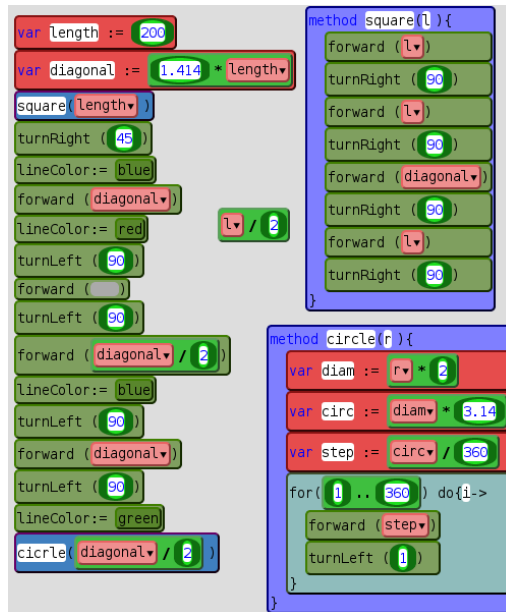 var length := 200
var diagonal := 1.414 * length▾
square(length▾ )
turnRight (45)
lineColor:= blue
forward (diagonal▾)
lineColor:= red
turnLeft (90)
forward ( )
turnLeft (90)
forward (diagonal▾ / 2)
lineColor:= blue
turnLeft (90)
forward (diagonal▾)
turnLeft (90)
lineColor:= green
cicrle(diagonal▾ / 2 )
l▾ / 2
method square(l ){
forward (l▾)
turnRight (90)
forward (l▾)
turnRight (90)
forward (diagonal▾)
turnRight (90)
forward (l▾)
turnRight (90)
}
method circle(r ){
var diam := r▾ * 2
var circ := diam▾ * 3.14
var step := circ▾ / 360
for(1 .. 360) do{i->
forward (step▾)
turnLeft (1)
}
}